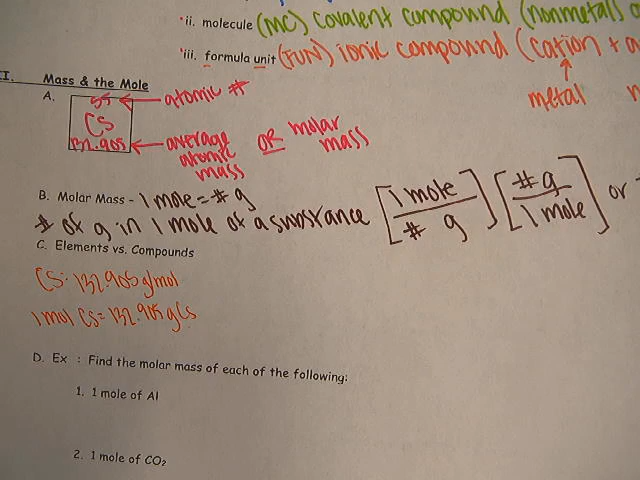 ii. molecule (MC) covalent compound (nonmetals)
iii. formula unit (FUN) ionic compound (cation +
metal
II. Mass & the Mole
A.
55 atomic #
Cs
132.905 average atomic mass OR molar mass
B. Molar Mass - 1 mole = # g
# of g in 1 mole of a substance [1 mole / # g] [# g / 1 mole] or
C. Elements vs. Compounds
Cs: 132.905 g/mol
1 mol Cs = 132.905 g Cs
D. Ex : Find the molar mass of each of the following:
1. 1 mole of Al
2. 1 mole of CO₂